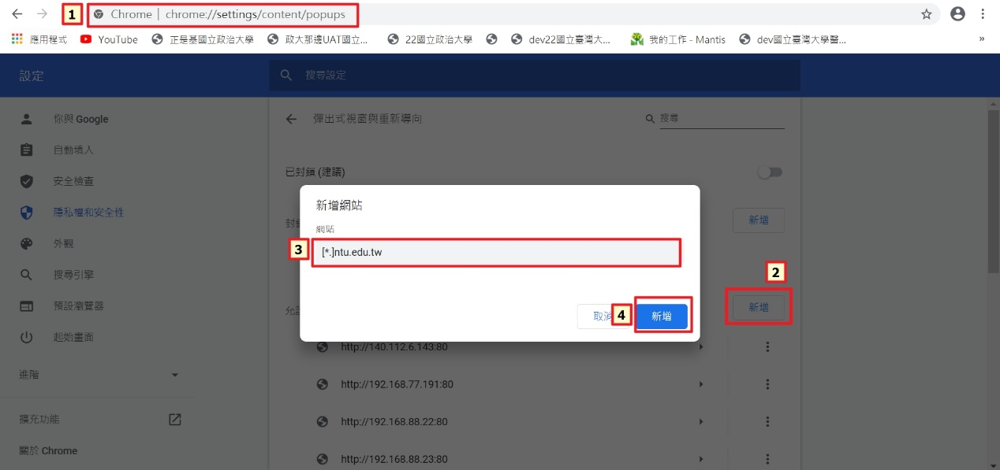 1 Chrome | chrome://settings/content/popups
應用程式 YouTube 正是基國立政治大學 政大那邊UAT國立... 22國立政治大學 dev22國立臺灣大... 我的工作 - Mantis dev國立臺灣大學醫... »
設定 搜尋設定
你與 Google
彈出式視窗與重新導向 搜尋
自動填入
已封鎖 (建議)
安全檢查
新增網站
隱私權和安全性
封鎖 新增
網站
外觀
3 [*.]ntu.edu.tw
搜尋引擎
2
預設瀏覽器
允許 新增
取消 4 新增
起始畫面
http://140.112.6.143:80
進階
http://192.168.77.191:80
擴充功能
http://192.168.88.22:80
關於 Chrome
http://192.168.88.23:80